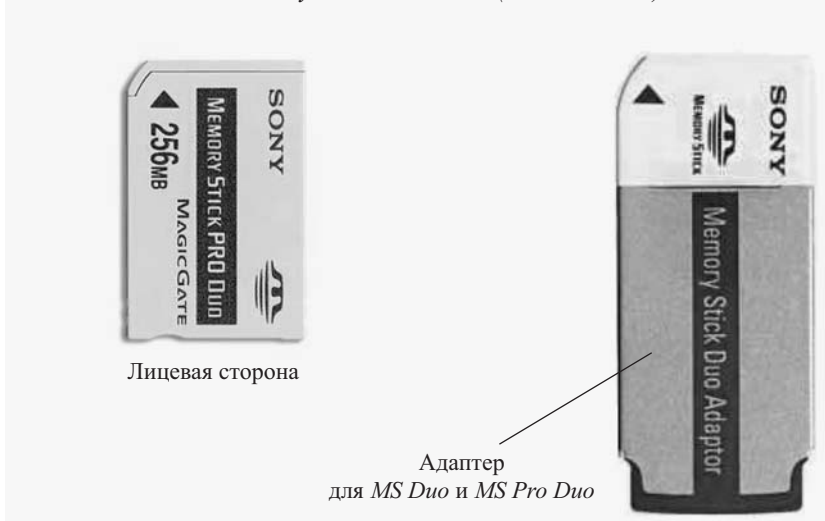 SONY
MEMORY STICK PRO DUO
MAGICGATE
256MB
Лицевая сторона
SONY
MEMORY STICK
Memory Stick Duo Adaptor
Адаптер
для MS Duo и MS Pro Duo